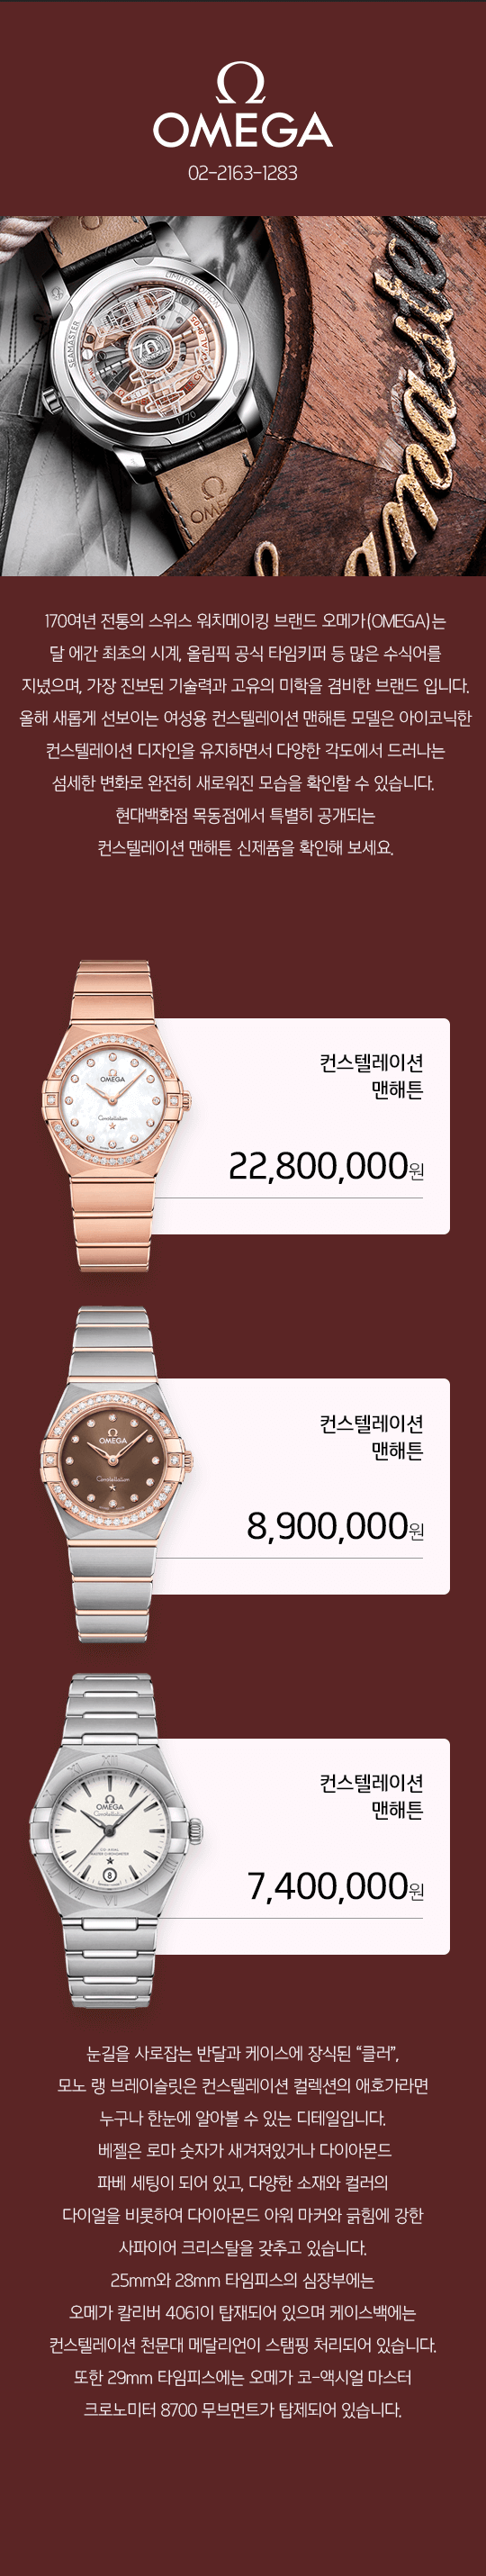 Ω
OMEGA
02-2163-1283
SEAMASTER
LIMITED EDITION
70
1/70
Ω
170여년 전통의 스위스 워치메이킹 브랜드 오메가(OMEGA)는
달 에간 최초의 시계, 올림픽 공식 타임키퍼 등 많은 수식어를
지녔으며, 가장 진보된 기술력과 고유의 미학을 겸비한 브랜드 입니다.
올해 새롭게 선보이는 여성용 컨스텔레이션 맨해튼 모델은 아이코닉한
컨스텔레이션 디자인을 유지하면서 다양한 각도에서 드러나는
섬세한 변화로 완전히 새로워진 모습을 확인할 수 있습니다.
현대백화점 목동점에서 특별히 공개되는
컨스텔레이션 맨해튼 신제품을 확인해 보세요.
Ω
OMEGA
Constellation
컨스텔레이션
맨해튼
22,800,000원
Ω
OMEGA
Constellation
컨스텔레이션
맨해튼
8,900,000원
XII
Ω
OMEGA
Constellation
CO-AXIAL
MASTER CHRONOMETER
8
VI
컨스텔레이션
맨해튼
7,400,000원
눈길을 사로잡는 반달과 케이스에 장식된 “클러”,
모노 랭 브레이슬릿은 컨스텔레이션 컬렉션의 애호가라면
누구나 한눈에 알아볼 수 있는 디테일입니다.
베젤은 로마 숫자가 새겨져있거나 다이아몬드
파베 세팅이 되어 있고, 다양한 소재와 컬러의
다이얼을 비롯하여 다이아몬드 아워 마커와 긁힘에 강한
사파이어 크리스탈을 갖추고 있습니다.
25mm와 28mm 타임피스의 심장부에는
오메가 칼리버 4061이 탑재되어 있으며 케이스백에는
컨스텔레이션 천문대 메달리언이 스탬핑 처리되어 있습니다.
또한 29mm 타임피스에는 오메가 코-액시얼 마스터
크로노미터 8700 무브먼트가 탑제되어 있습니다.